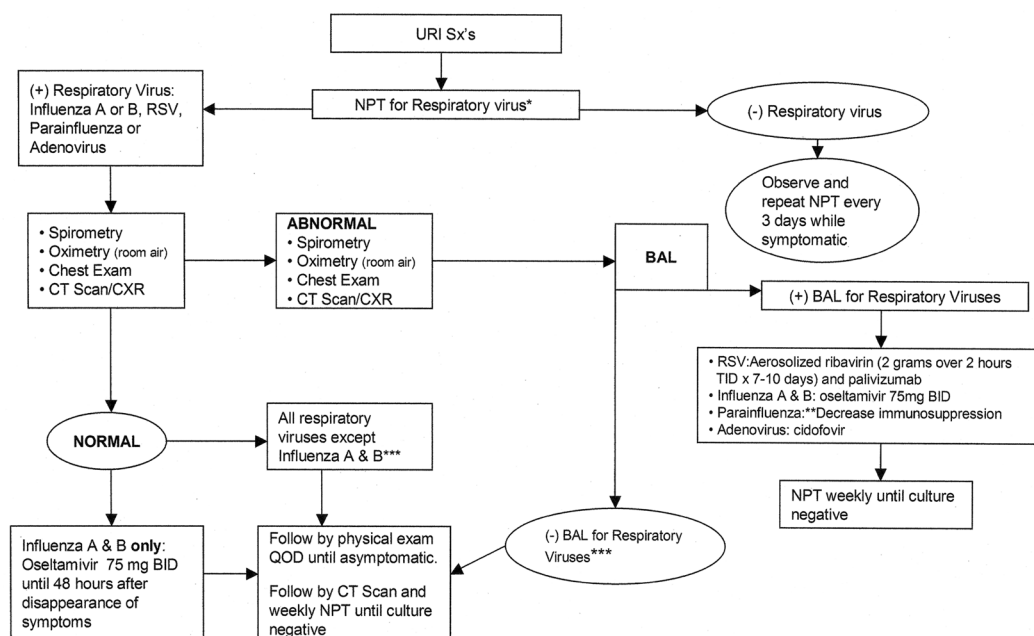 URI Sx's
NPT for Respiratory virus*
(+) Respiratory Virus:
Influenza A or B, RSV,
Parainfluenza or
Adenovirus
(-) Respiratory virus
Observe and
repeat NPT every
3 days while
symptomatic
• Spirometry
• Oximetry (room air)
• Chest Exam
• CT Scan/CXR
ABNORMAL
• Spirometry
• Oximetry (room air)
• Chest Exam
• CT Scan/CXR
BAL
(+) BAL for Respiratory Viruses
• RSV:Aerosolized ribavirin (2 grams over 2 hours
TID x 7-10 days) and palivizumab
• Influenza A & B: oseltamivir 75mg BID
• Parainfluenza:**Decrease immunosuppression
• Adenovirus: cidofovir
NPT weekly until culture
negative
NORMAL
All respiratory
viruses except
Influenza A & B***
Influenza A & B only:
Oseltamivir 75 mg BID
until 48 hours after
disappearance of
symptoms
Follow by physical exam
QOD until asymptomatic.
Follow by CT Scan and
weekly NPT until culture
negative
(-) BAL for Respiratory
Viruses***